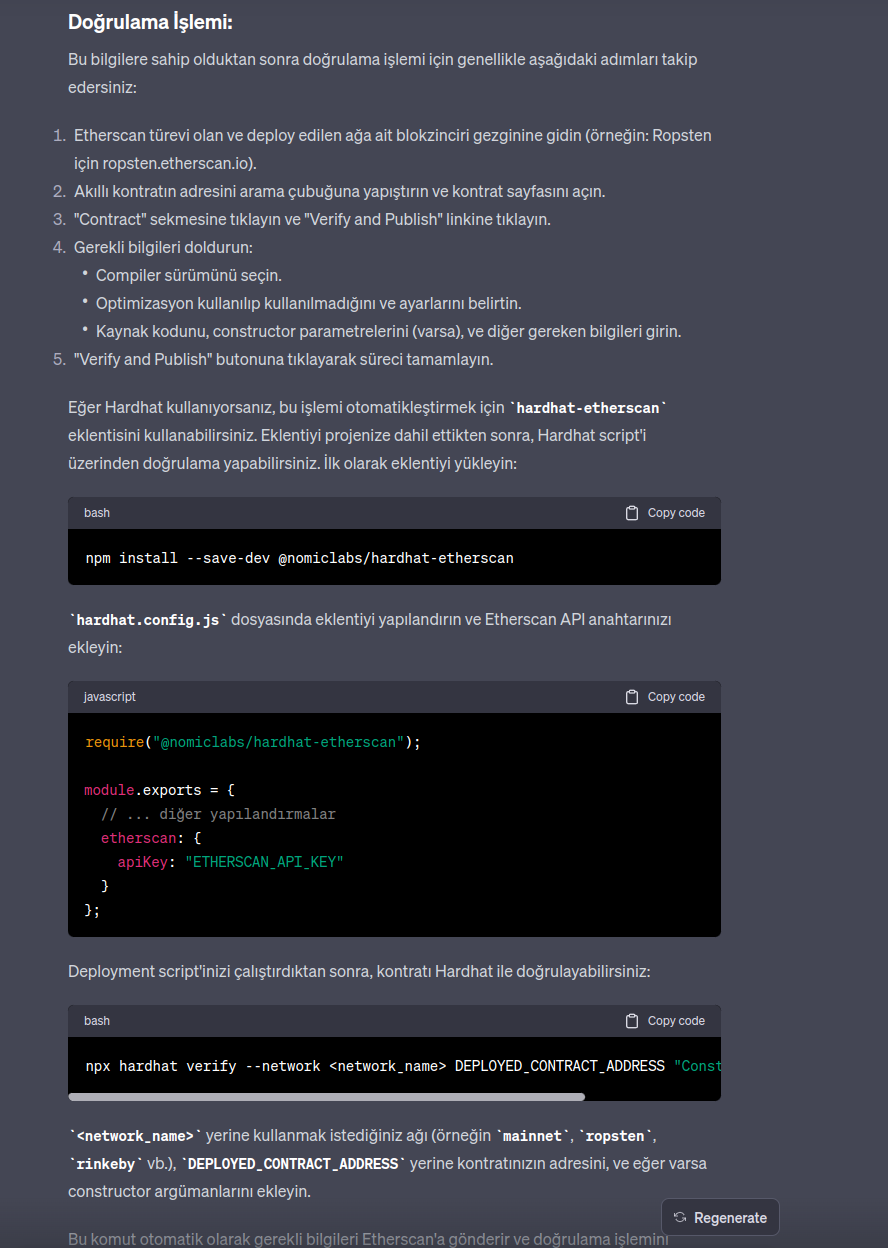 Doğrulama İşlemi:
Bu bilgilere sahip olduktan sonra doğrulama işlemi için genellikle aşağıdaki adımları takip
edersiniz:
1. Etherscan türevi olan ve deploy edilen ağa ait blokzinciri gezginine gidin (örneğin: Ropsten
için ropsten.etherscan.io).
2. Akıllı kontratın adresini arama çubuğuna yapıştırın ve kontrat sayfasını açın.
3. "Contract" sekmesine tıklayın ve "Verify and Publish" linkine tıklayın.
4. Gerekli bilgileri doldurun:
• Compiler sürümünü seçin.
• Optimizasyon kullanılıp kullanılmadığını ve ayarlarını belirtin.
• Kaynak kodunu, constructor parametrelerini (varsa), ve diğer gereken bilgileri girin.
5. "Verify and Publish" butonuna tıklayarak süreci tamamlayın.
Eğer Hardhat kullanıyorsanız, bu işlemi otomatikleştirmek için `hardhat-etherscan`
eklentisini kullanabilirsiniz. Eklentiyi projenize dahil ettikten sonra, Hardhat script'i
üzerinden doğrulama yapabilirsiniz. İlk olarak eklentiyi yükleyin:
bash Copy code
npm install --save-dev @nomiclabs/hardhat-etherscan
`hardhat.config.js` dosyasında eklentiyi yapılandırın ve Etherscan API anahtarınızı
ekleyin:
javascript Copy code
require("@nomiclabs/hardhat-etherscan");
module.exports = {
// ... diğer yapılandırmalar
etherscan: {
apiKey: "ETHERSCAN_API_KEY"
}
};
Deployment script'inizi çalıştırdıktan sonra, kontratı Hardhat ile doğrulayabilirsiniz:
bash Copy code
npx hardhat verify --network <network_name> DEPLOYED_CONTRACT_ADDRESS "Const
`<network_name>` yerine kullanmak istediğiniz ağı (örneğin `mainnet`, `ropsten`,
`rinkeby` vb.), `DEPLOYED_CONTRACT_ADDRESS` yerine kontratınızın adresini, ve eğer varsa
constructor argümanlarını ekleyin.
Regenerate
Bu komut otomatik olarak gerekli bilgileri Etherscan'a gönderir ve doğrulama işlemini